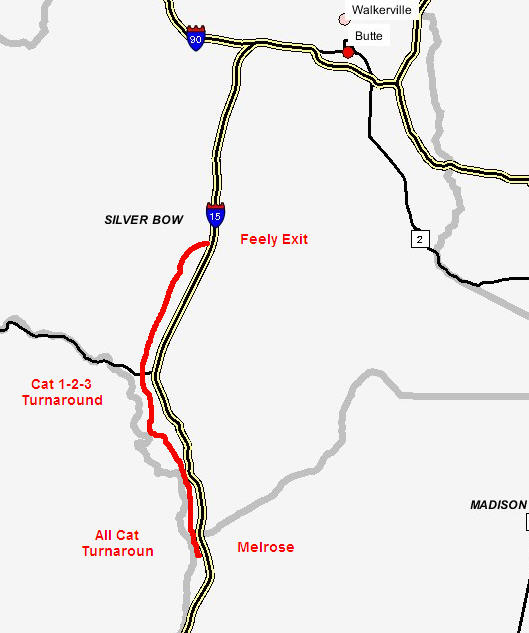 Walkerville
Butte
90
15
SILVER BOW
Feely Exit
2
Cat 1-2-3
Turnaround
MADISON
All Cat
Turnaroun
Melrose